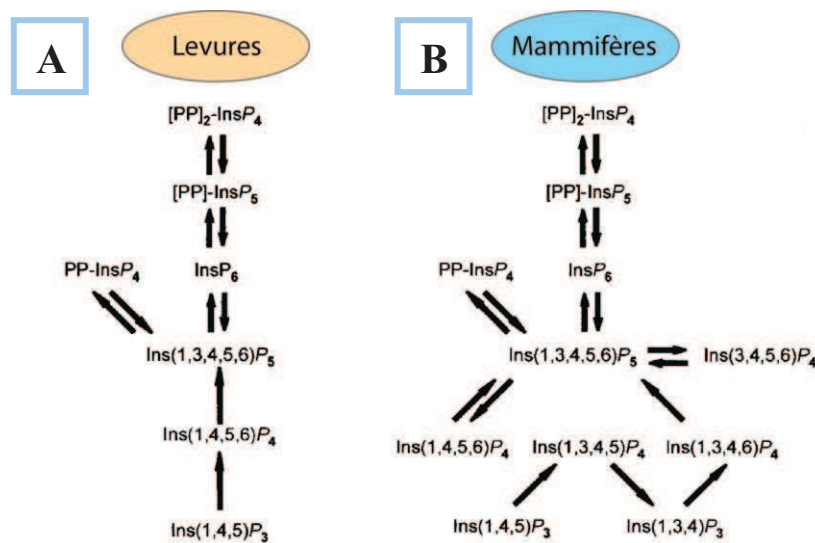 A
Levures
[PP]₂-InsP₄
[PP]-InsP₅
PP-InsP₄
InsP₆
Ins(1,3,4,5,6)P₅
Ins(1,4,5,6)P₄
Ins(1,4,5)P₃
B
Mammifères
[PP]₂-InsP₄
[PP]-InsP₅
PP-InsP₄
InsP₆
Ins(1,3,4,5,6)P₅
Ins(3,4,5,6)P₄
Ins(1,4,5,6)P₄
Ins(1,3,4,5)P₄
Ins(1,3,4,6)P₄
Ins(1,4,5)P₃
Ins(1,3,4)P₃